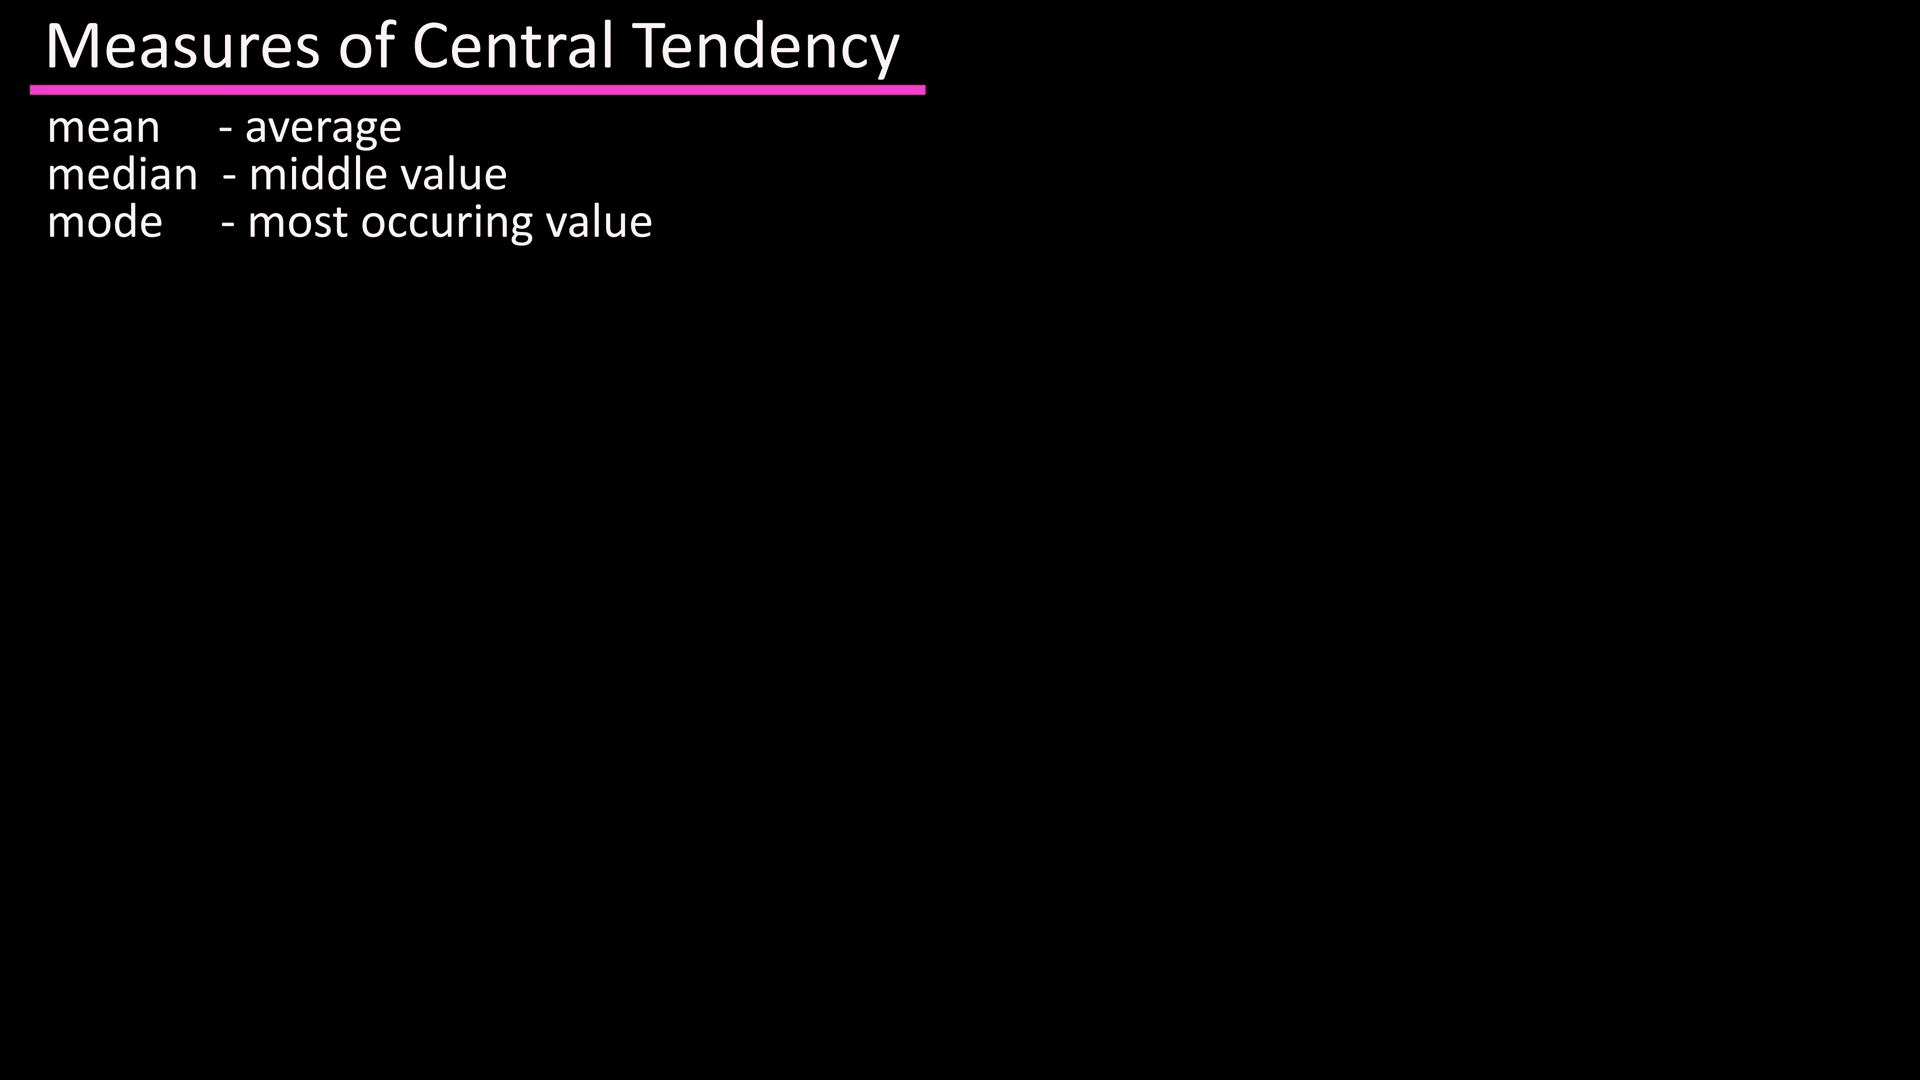 Measures of Central Tendency
mean - average
median - middle value
mode - most occuring value